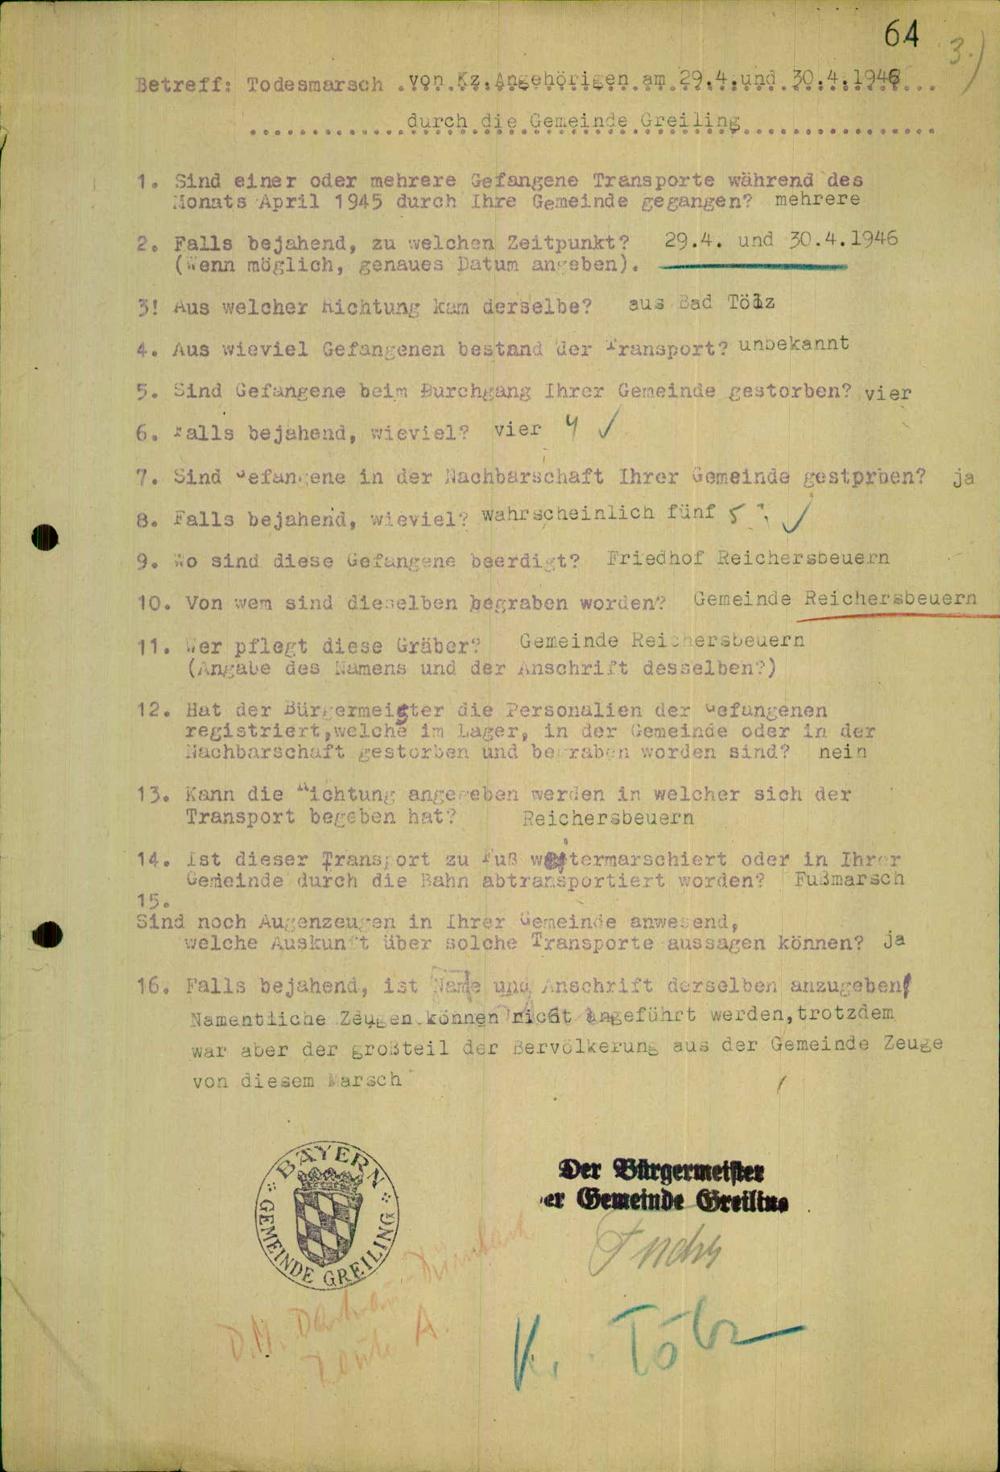 64
3.)
Betreff: Todesmarsch von Kz. Angehörigen am 29.4.und 30.4.1946
durch die Gemeinde Greiling
1. Sind einer oder mehrere Gefangene Transporte während des
Monats April 1945 durch Ihre Gemeinde gegangen? mehrere
2. Falls bejahend, zu welchen Zeitpunkt? 29.4. und 30.4.1946
(Wenn möglich, genaues Datum angeben).
3! Aus welcher Richtung kam derselbe? aus Bad Tölz
4. Aus wieviel Gefangenen bestand der Transport? unbekannt
5. Sind Gefangene beim Durchgang Ihrer Gemeinde gestorben? vier
6. Falls bejahend, wieviel? vier 4 ✓
7. Sind Gefangene in der Nachbarschaft Ihrer Gemeinde gestprben? ja
8. Falls bejahend, wieviel? wahrscheinlich fünf 5 ?. ✓
9. Wo sind diese Gefangene beerdigt? Friedhof Reichersbeuern
10. Von wem sind dieselben begraben worden? Gemeinde Reichersbeuern
11. Wer pflegt diese Gräber? Gemeinde Reichersbeuern
(Angabe des Namens und der Anschrift desselben?)
12. Hat der Bürgermeister die Personalien der Gefangenen
registriert,welche im Lager, in der Gemeinde oder in der
Nachbarschaft gestorben und begraben worden sind? nein
13. Kann die Richtung angegeben werden in welcher sich der
Transport begeben hat? Reichersbeuern
14. Ist dieser Transport zu Fuß weitermarschiert oder in Ihrer
Gemeinde durch die Bahn abtransportiert worden? Fußmarsch
15.
Sind noch Augenzeugen in Ihrer Gemeinde anwesend,
welche Auskunft über solche Transporte aussagen können? ja
16. Falls bejahend, ist Name und Anschrift derselben anzugeben!
Namentliche Zeugen können nicht angeführt werden,trotzdem
war aber der großteil der Bervölkerung aus der Gemeinde Zeuge
von diesem Marsch
BAYERN
GEMEINDE GREILING
Der Bürgermeister
er Gemeinde Greiling
Fuchs
D.M. Dachau
A.
K. Tölz